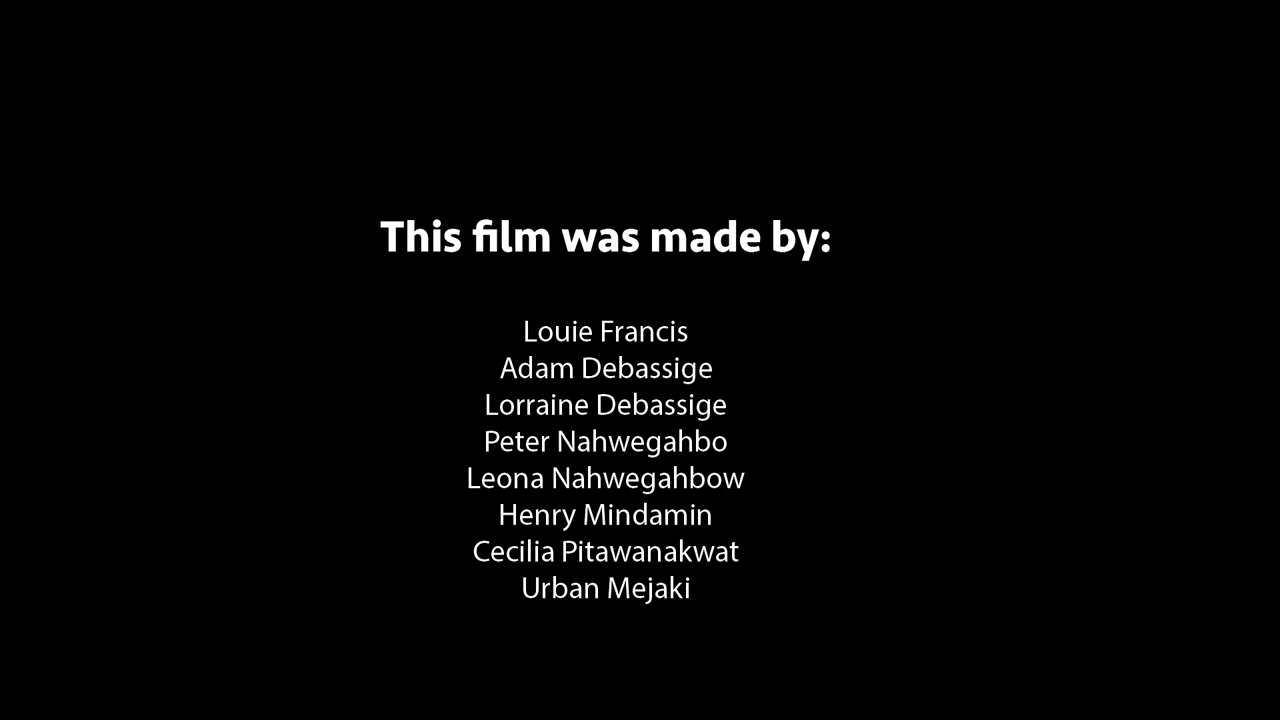 This film was made by:
Louie Francis
Adam Debassige
Lorraine Debassige
Peter Nahwegahbo
Leona Nahwegahbow
Henry Mindamin
Cecilia Pitawanakwat
Urban Mejaki